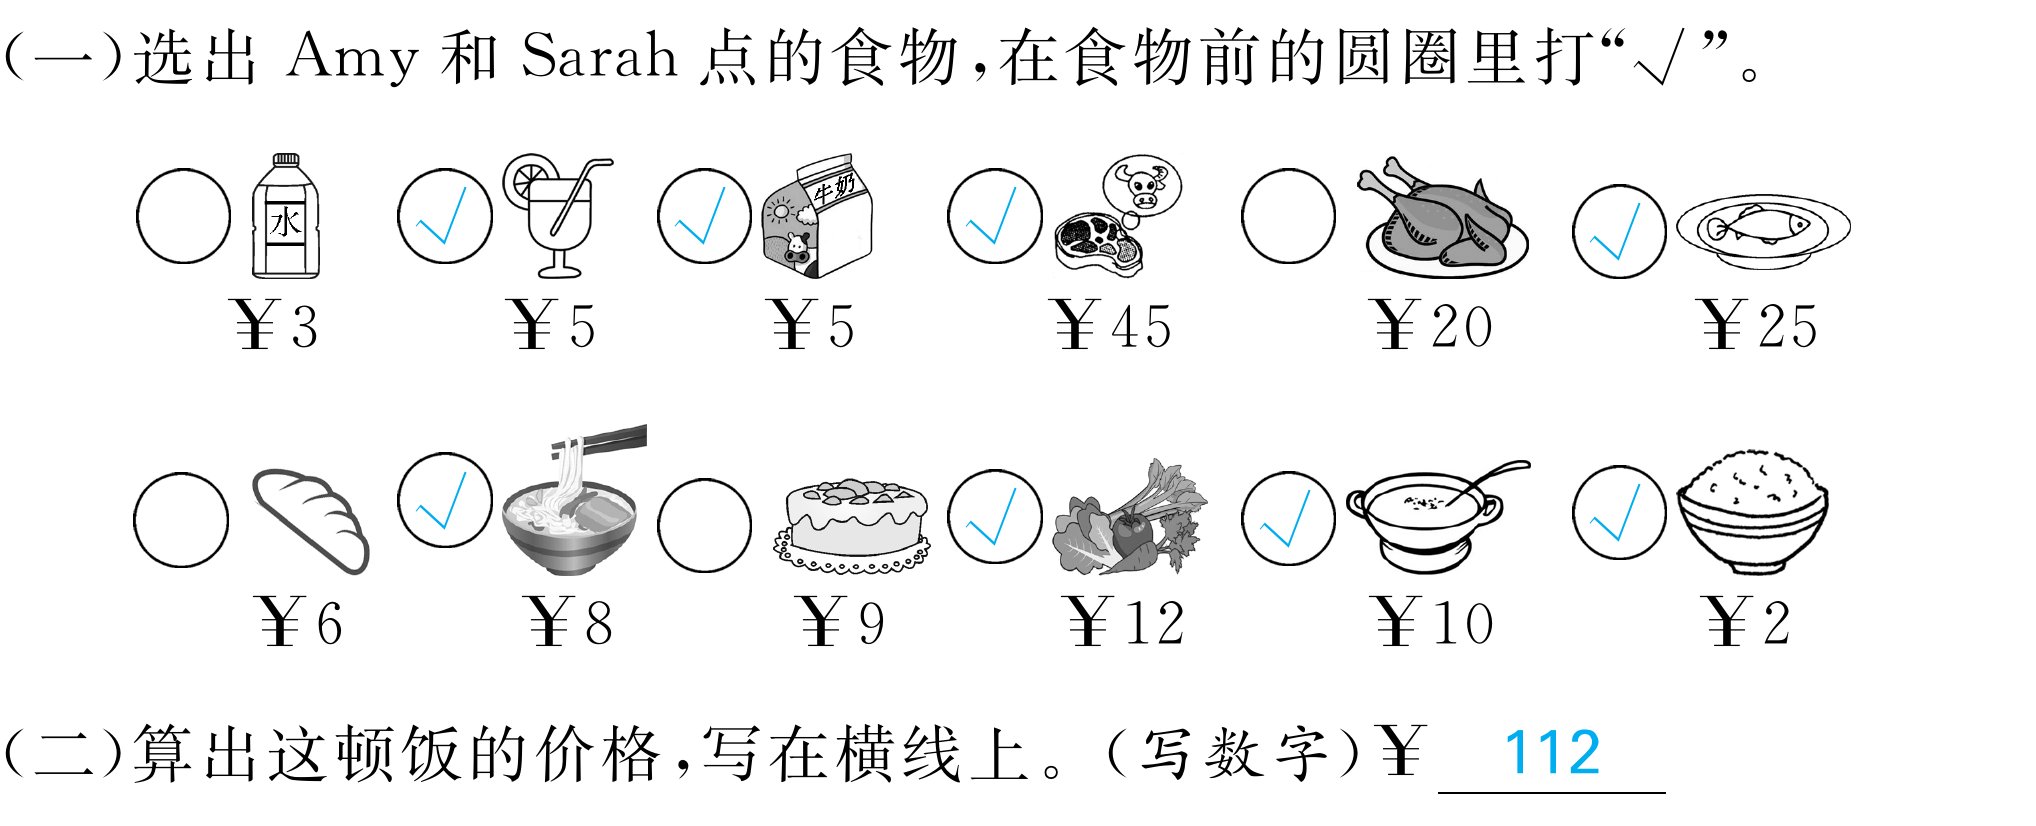 (一)选出 Amy 和 Sarah 点的食物,在食物前的圆圈里打“√”。
水 √ √ 牛奶 √ √
¥3 ¥5 ¥5 ¥45 ¥20 ¥25
√ √ √ √
¥6 ¥8 ¥9 ¥12 ¥10 ¥2
(二)算出这顿饭的价格,写在横线上。(写数字)¥ 112